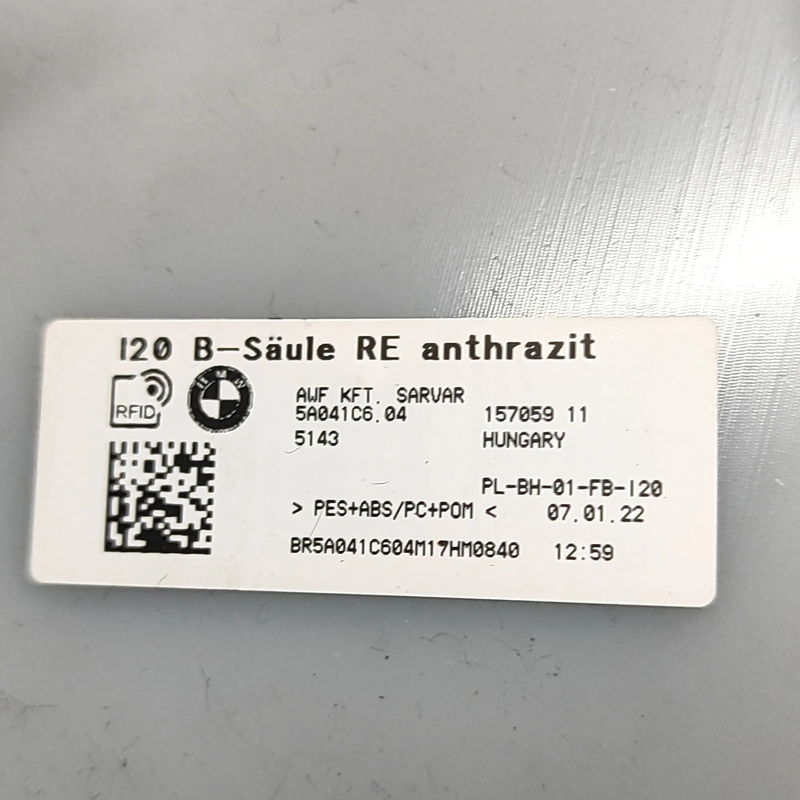 I20 B-Säule RE anthrazit
RFID
BMW
AWF KFT. SARVAR
5A041C6.04 157059 11
5143 HUNGARY
PL-BH-01-FB-I20
> PES+ABS/PC+POM < 07.01.22
BR5A041C604M17HM0840 12:59